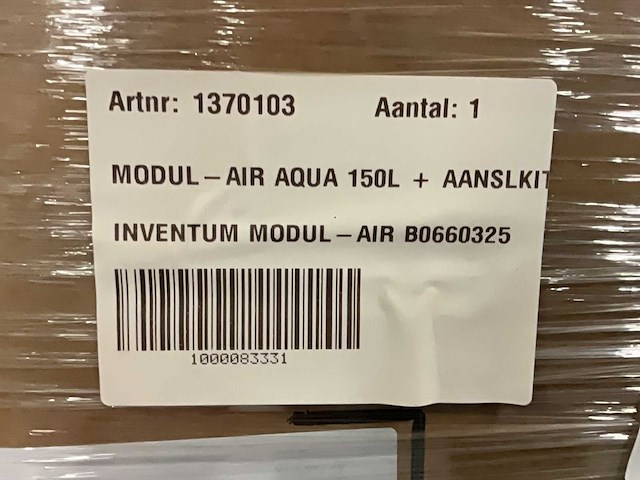 Artnr: 1370103 Aantal: 1
MODUL-AIR AQUA 150L + AANSLKIT
INVENTUM MODUL-AIR B0660325
1000083331